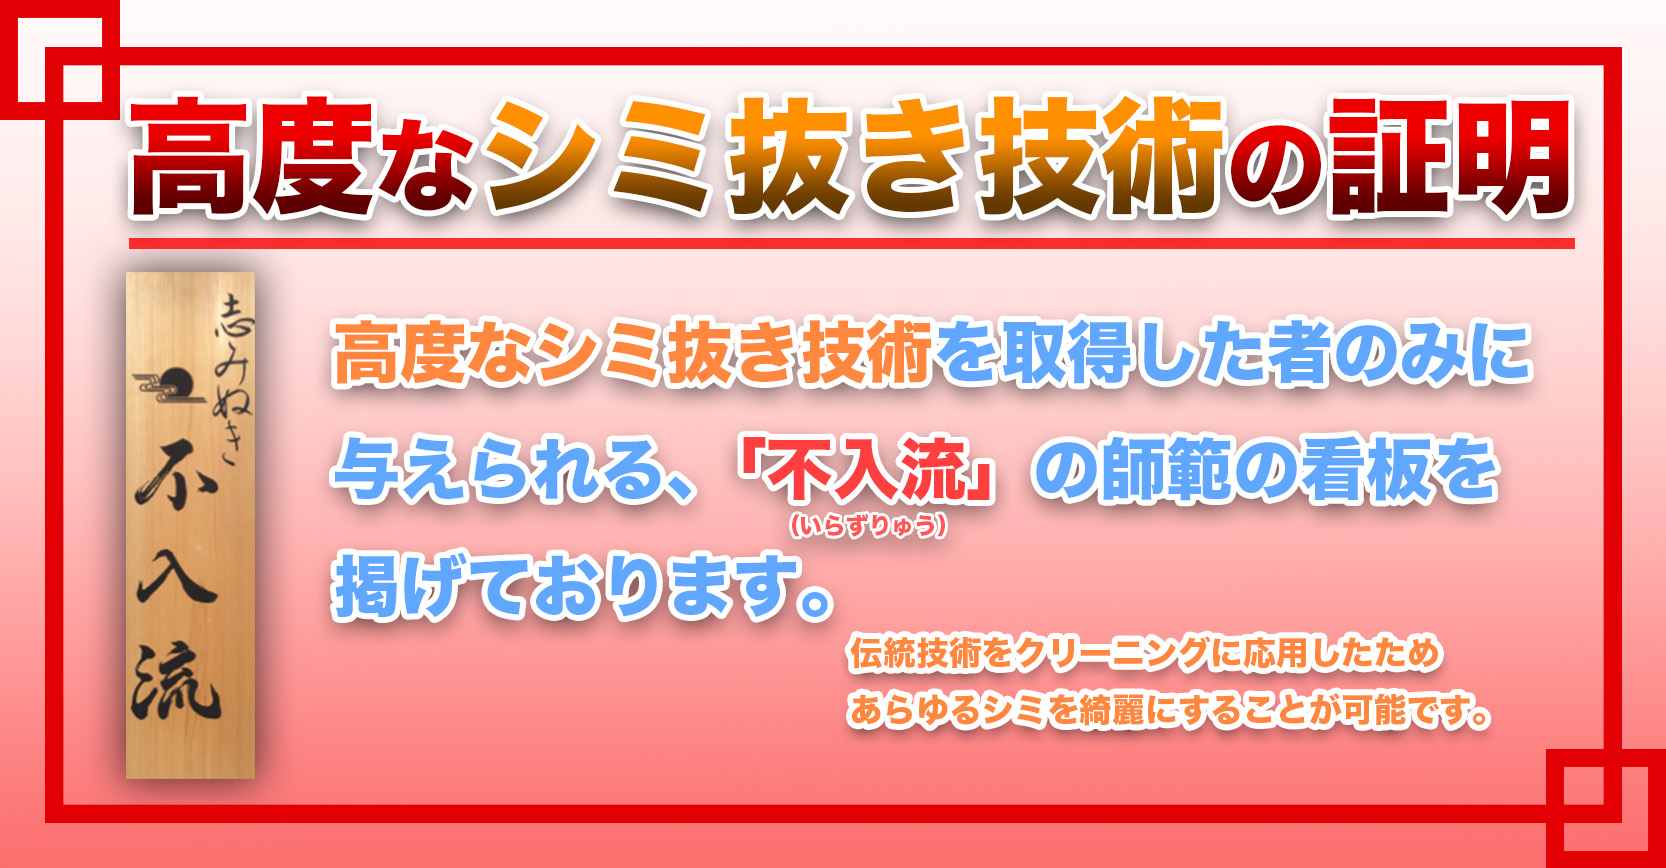 高度なシミ抜き技術の証明
志みぬき
不入流
高度なシミ抜き技術を取得した者のみに
与えられる、「不入流」の師範の看板を
(いらずりゅう)
掲げております。
伝統技術をクリーニングに応用したため
あらゆるシミを綺麗にすることが可能です。